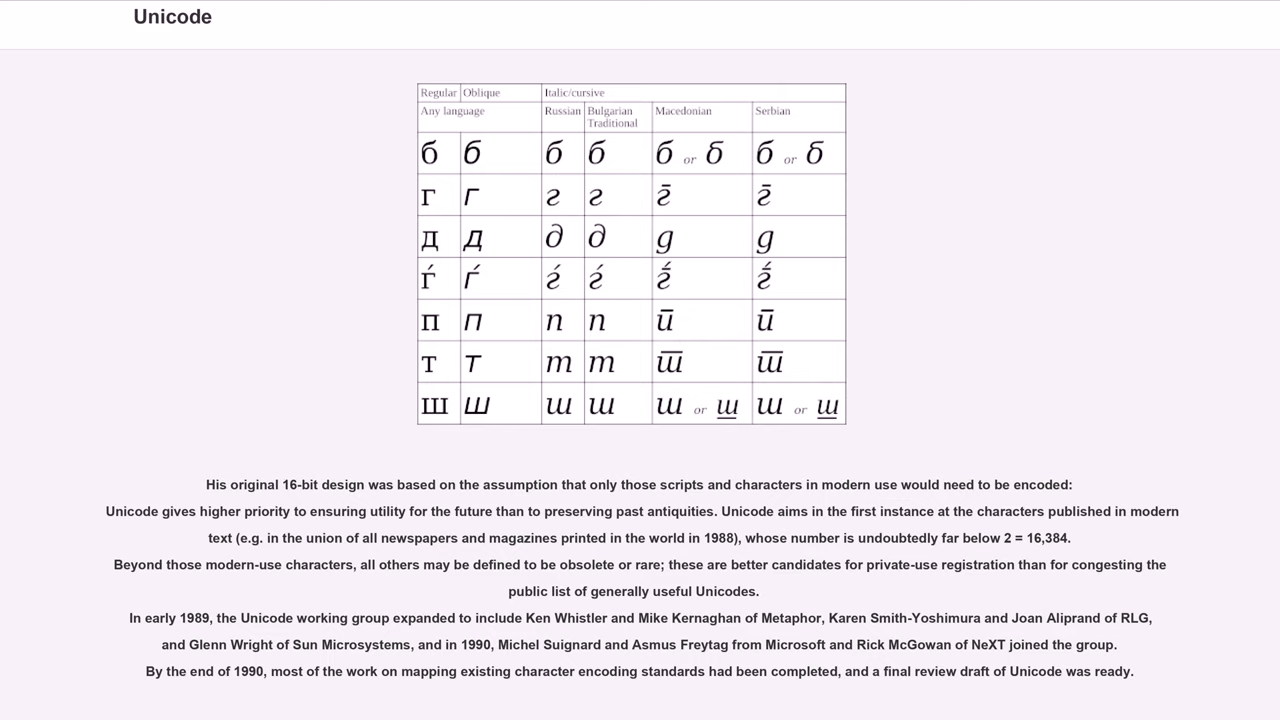 Unicode
Regular Oblique Italic/cursive
Any language Russian Bulgarian Traditional Macedonian Serbian
б б б б б or б б or б
г г г г г̄ г̄
д д д д g g
ѓ ѓ ѓ ѓ ѓ̄ ѓ̄
п п п п ӣ ӣ
т т т т ш̄ ш̄
ш ш ш ш ш or ш̲ ш or ш̲
His original 16-bit design was based on the assumption that only those scripts and characters in modern use would need to be encoded:
Unicode gives higher priority to ensuring utility for the future than to preserving past antiquities. Unicode aims in the first instance at the characters published in modern
text (e.g. in the union of all newspapers and magazines printed in the world in 1988), whose number is undoubtedly far below 2 = 16,384.
Beyond those modern-use characters, all others may be defined to be obsolete or rare; these are better candidates for private-use registration than for congesting the
public list of generally useful Unicodes.
In early 1989, the Unicode working group expanded to include Ken Whistler and Mike Kernaghan of Metaphor, Karen Smith-Yoshimura and Joan Aliprand of RLG,
and Glenn Wright of Sun Microsystems, and in 1990, Michel Suignard and Asmus Freytag from Microsoft and Rick McGowan of NeXT joined the group.
By the end of 1990, most of the work on mapping existing character encoding standards had been completed, and a final review draft of Unicode was ready.